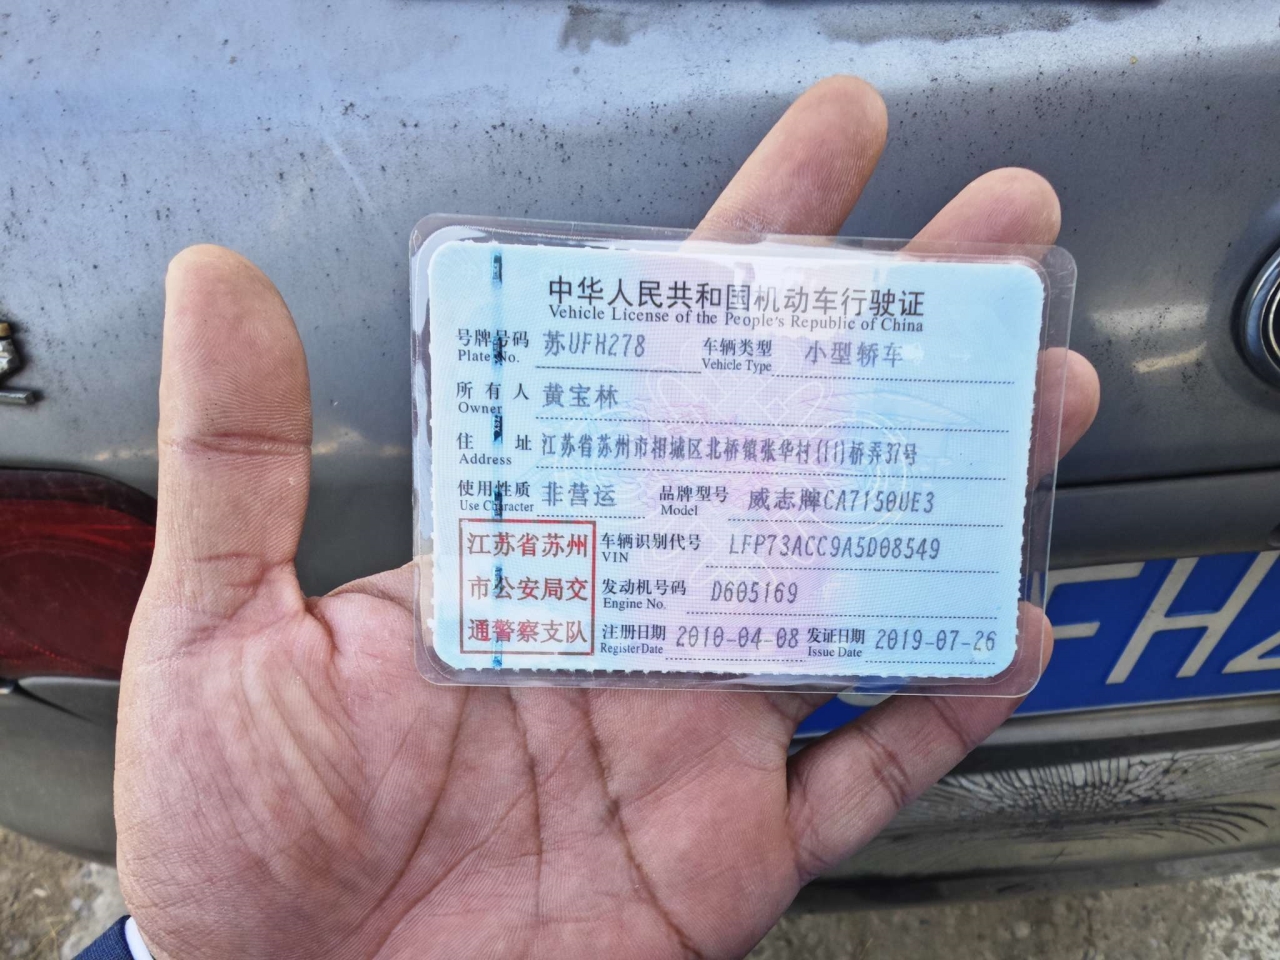 中华人民共和国机动车行驶证
Vehicle License of the People's Republic of China
号牌号码 苏UFH278 车辆类型 小型轿车
Plate No. Vehicle Type
所有人 黄宝林
Owner
住址 江苏省苏州市相城区北桥镇张华村(11)桥弄37号
Address
使用性质 非营运 品牌型号 威志牌CA7150UE3
Use Character Model
江苏省苏州
市公安局交
通警察支队
车辆识别代号 LFP73ACC9A5D08549
VIN
发动机号码 D605169
Engine No.
注册日期 2010-04-08 发证日期 2019-07-26
Register Date Issue Date
FH2